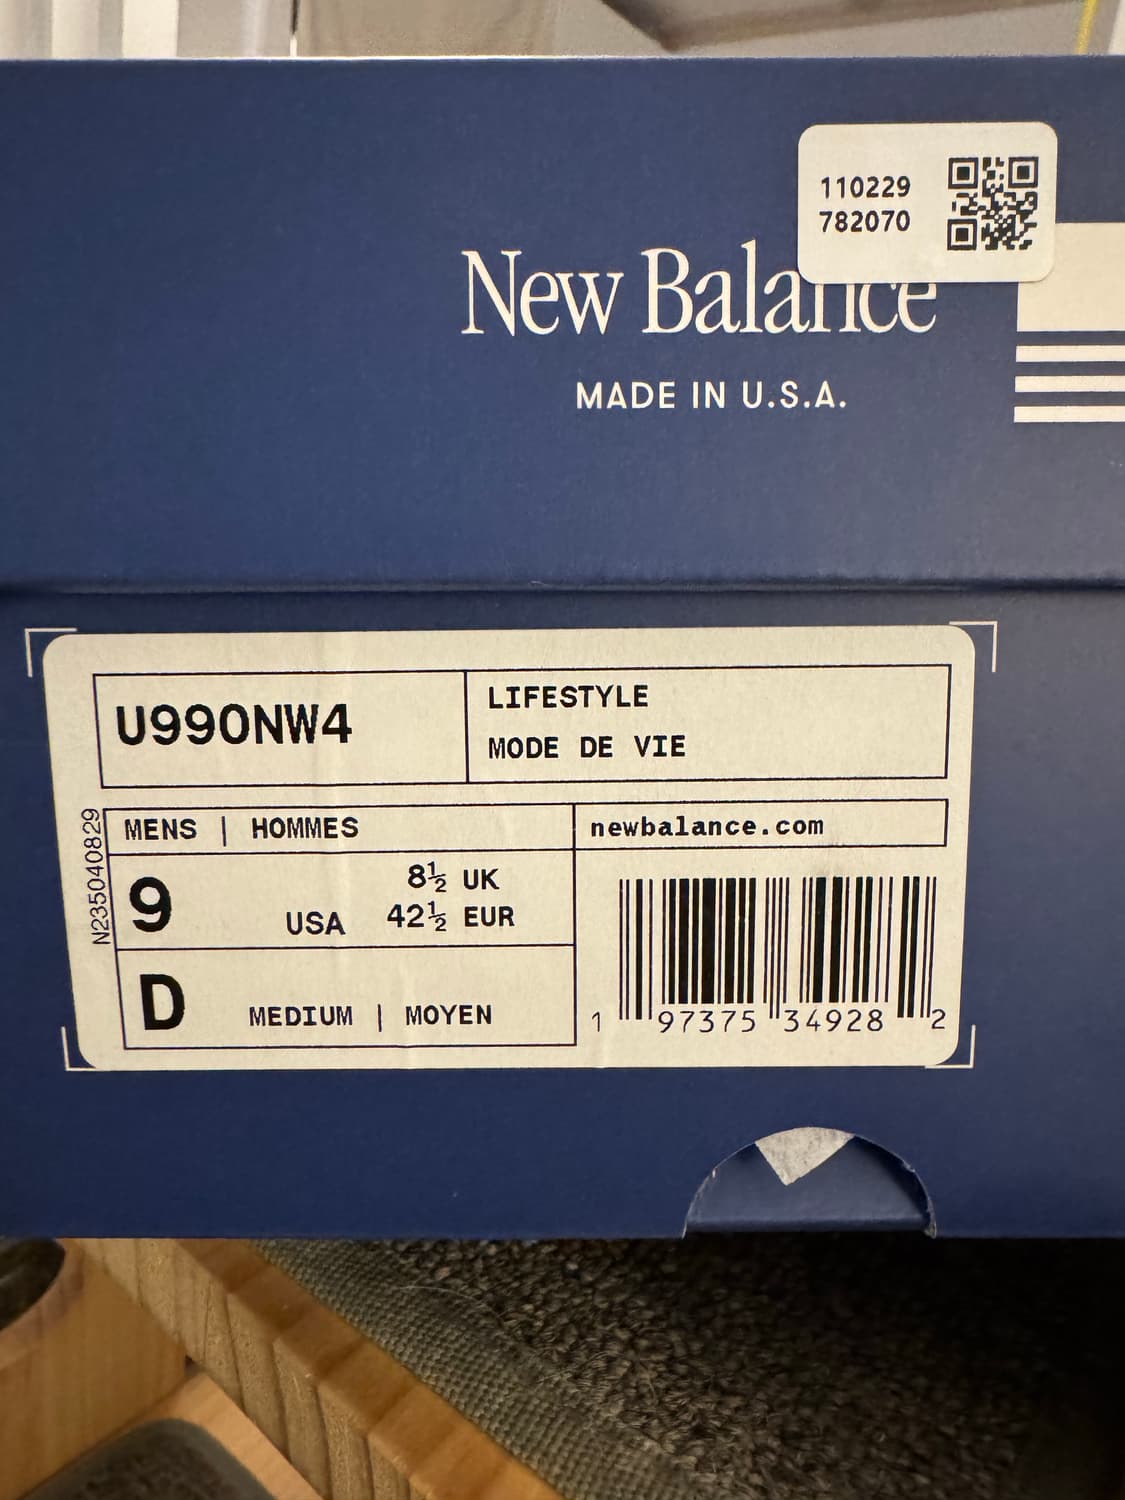 110229
782070
New Balance
MADE IN U.S.A.
U990NW4
LIFESTYLE
MODE DE VIE
N235040829
MENS | HOMMES
newbalance.com
9 USA
8½ UK
42½ EUR
D MEDIUM | MOYEN
1 97375 34928 2